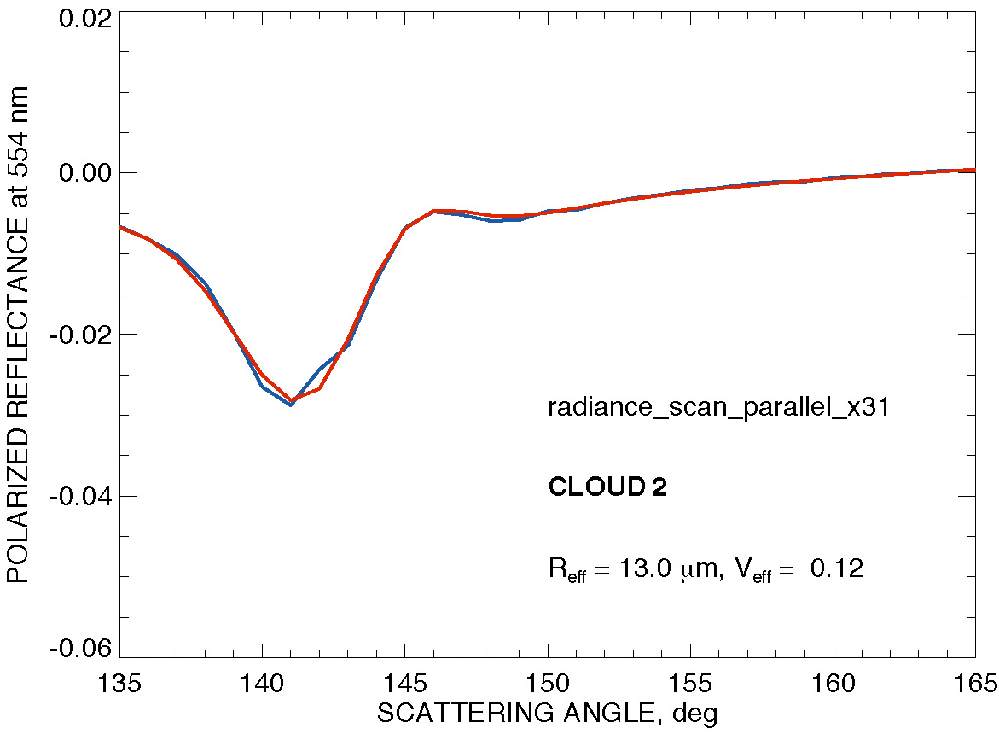 0.02
0.00
-0.02
-0.04
-0.06
POLARIZED REFLECTANCE at 554 nm
radiance_scan_parallel_x31
CLOUD 2
Reff = 13.0 μm, Veff = 0.12
135 140 145 150 155 160 165
SCATTERING ANGLE, deg